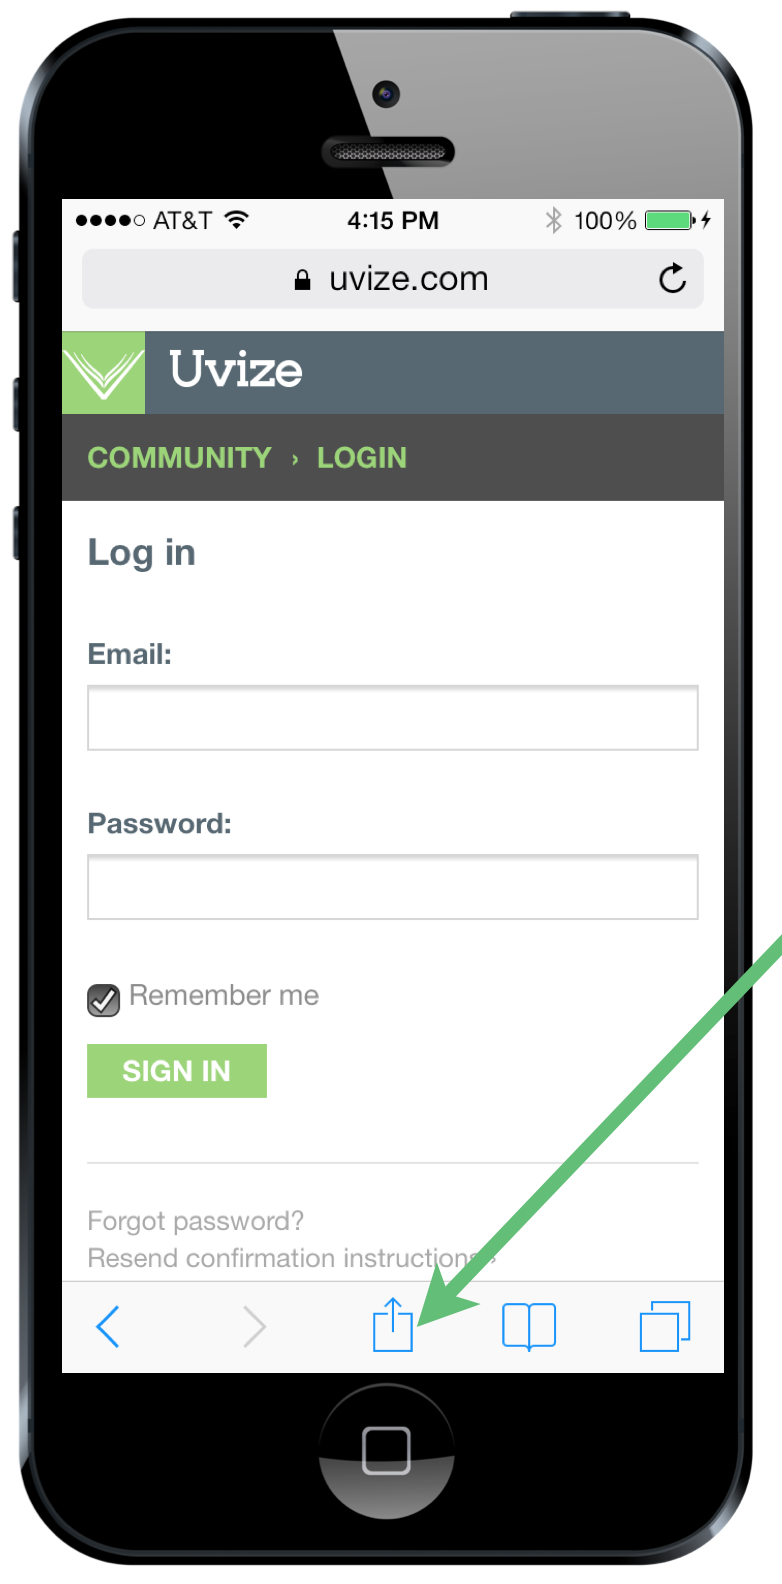 AT&T 4:15 PM 100%
uvize.com
Uvize
COMMUNITY › LOGIN
Log in
Email:
Password:
Remember me
SIGN IN
Forgot password?
Resend confirmation instructions ›